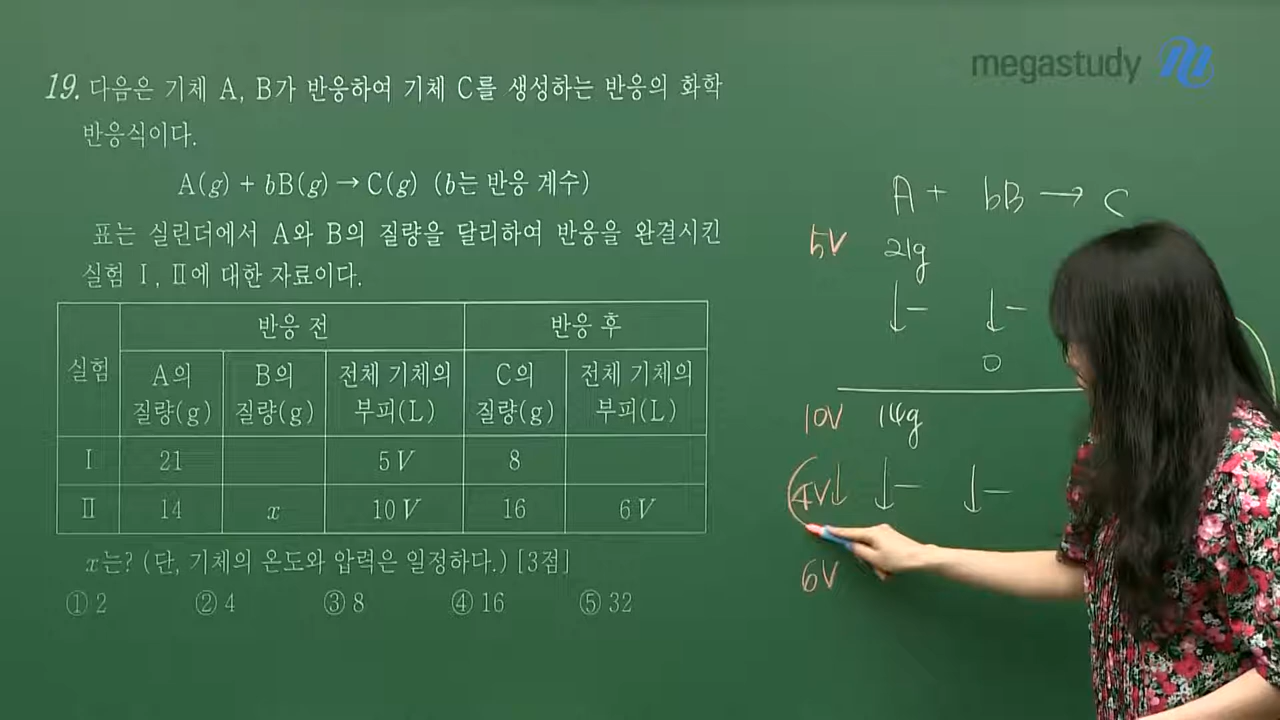 megastudy
19. 다음은 기체 A, B가 반응하여 기체 C를 생성하는 반응의 화학
반응식이다.
A(g) + bB(g) → C(g) (b는 반응 계수)
표는 실린더에서 A와 B의 질량을 달리하여 반응을 완결시킨
실험 Ⅰ, Ⅱ에 대한 자료이다.
실험 반응 전 반응 후
A의 질량(g) B의 질량(g) 전체 기체의 부피(L) C의 질량(g) 전체 기체의 부피(L)
Ⅰ 21 5V 8
Ⅱ 14 x 10V 16 6V
x는? (단, 기체의 온도와 압력은 일정하다.) [3점]
① 2 ② 4 ③ 8 ④ 16 ⑤ 32
A + bB → C
5V 21g
↓− ↓−
0
10V 14g
4V↓ ↓− ↓−
6V